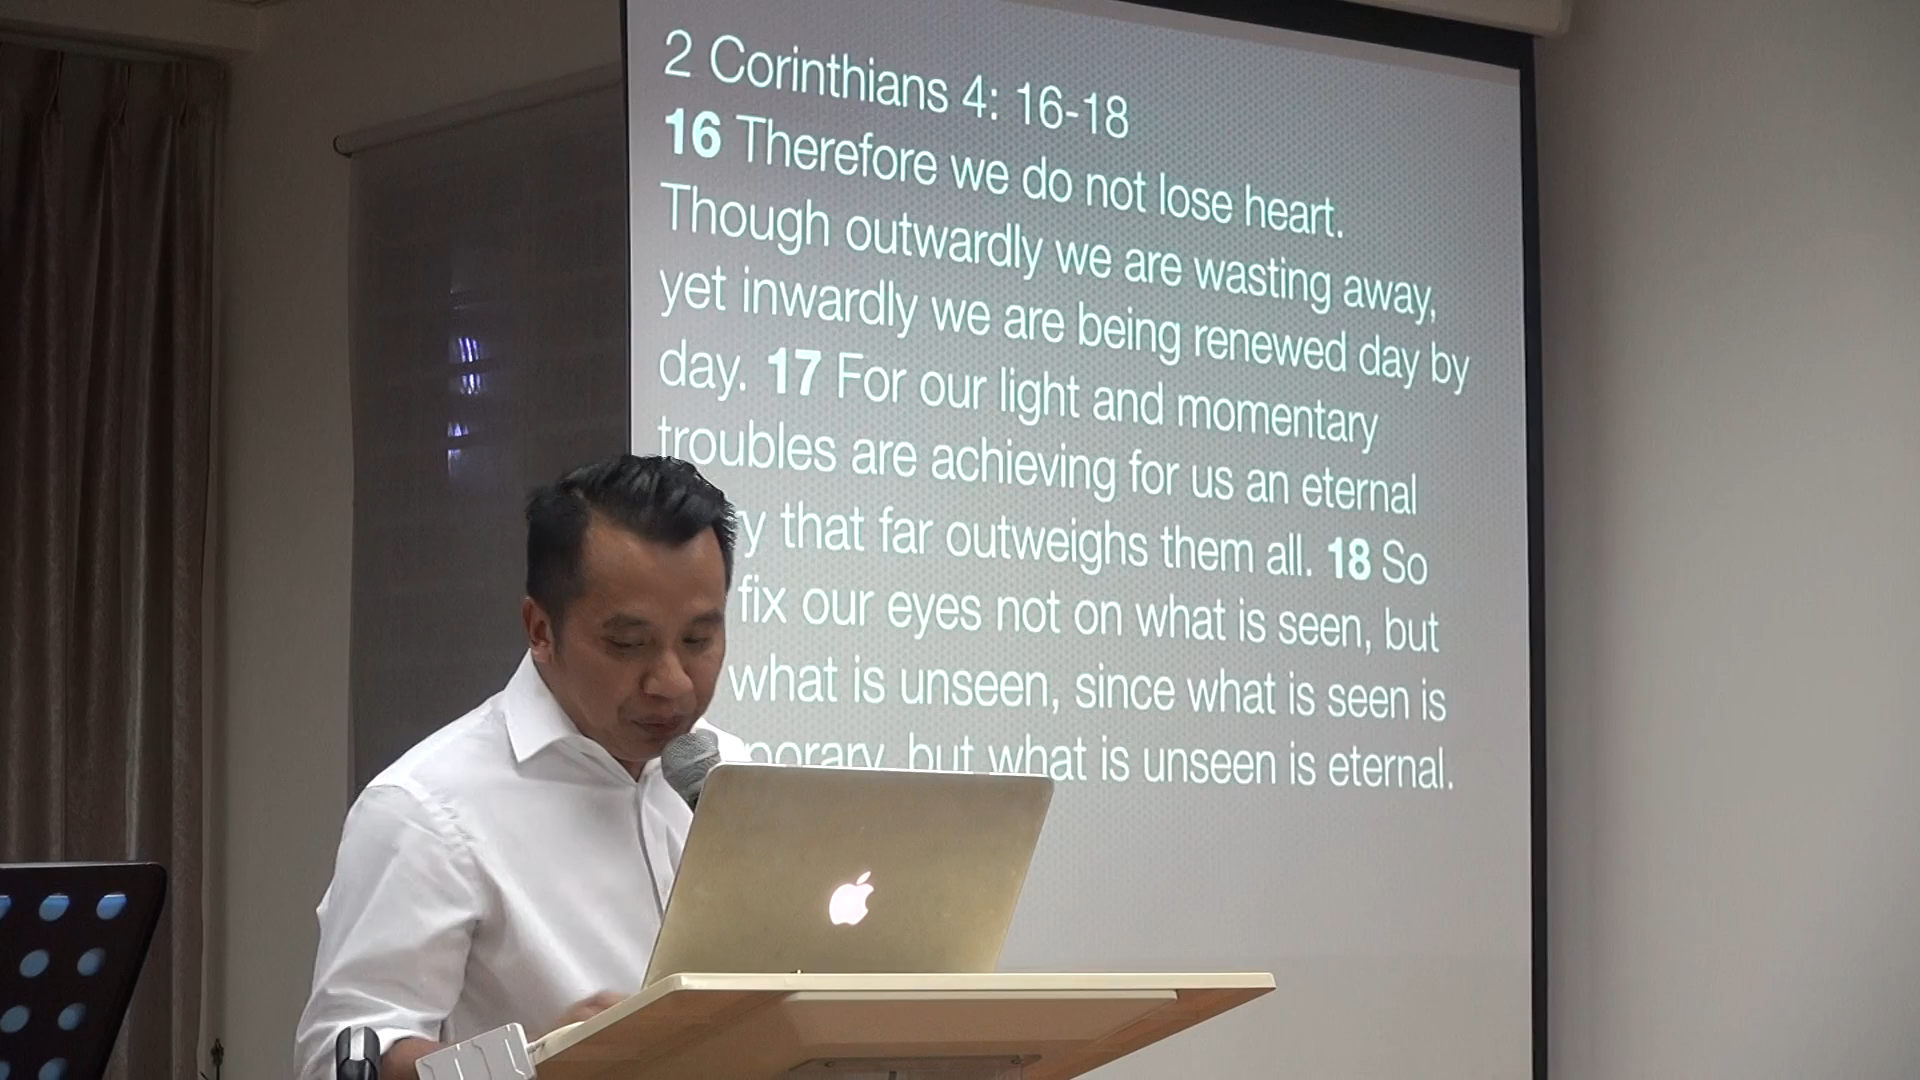 2 Corinthians 4: 16-18
16 Therefore we do not lose heart.
Though outwardly we are wasting away,
yet inwardly we are being renewed day by
day. 17 For our light and momentary
troubles are achieving for us an eternal
that far outweighs them all. 18 So
fix our eyes not on what is seen, but
what is unseen, since what is seen is
but what is unseen is eternal.